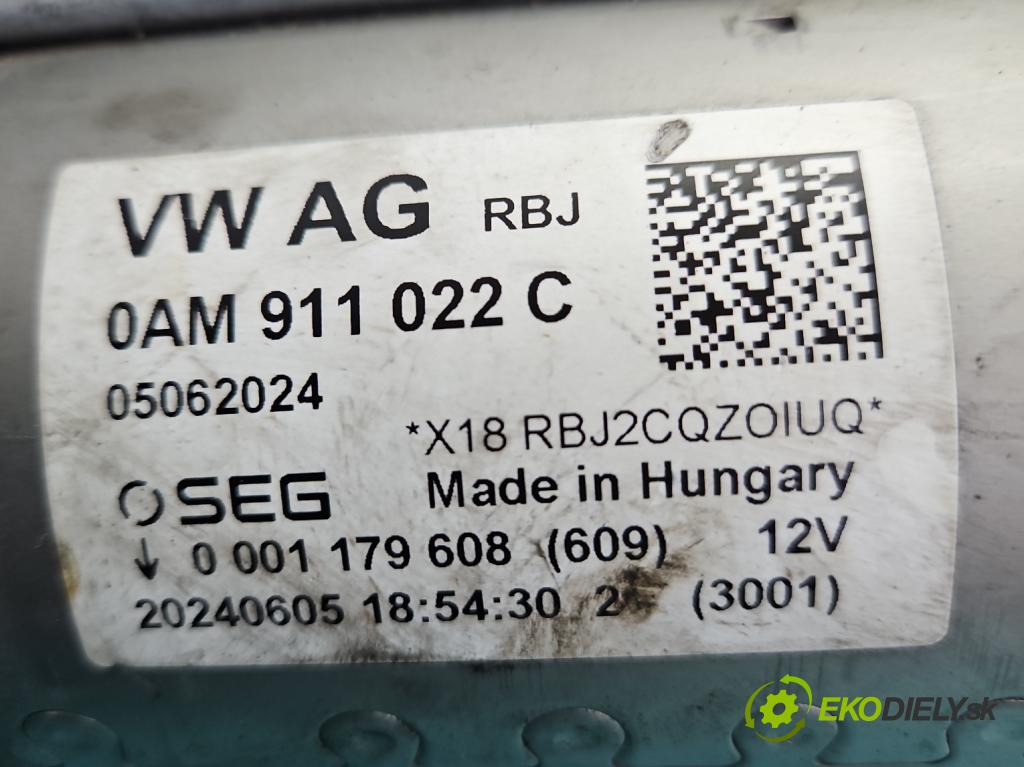 VW AG RBJ
0AM 911 022 C
05062024
*X18 RBJ2CQZOIUQ*
SEG Made in Hungary
↓ 0 001 179 608 (609) 12V
20240605 18:54:30 2 (3001)
EKODIELY.sk